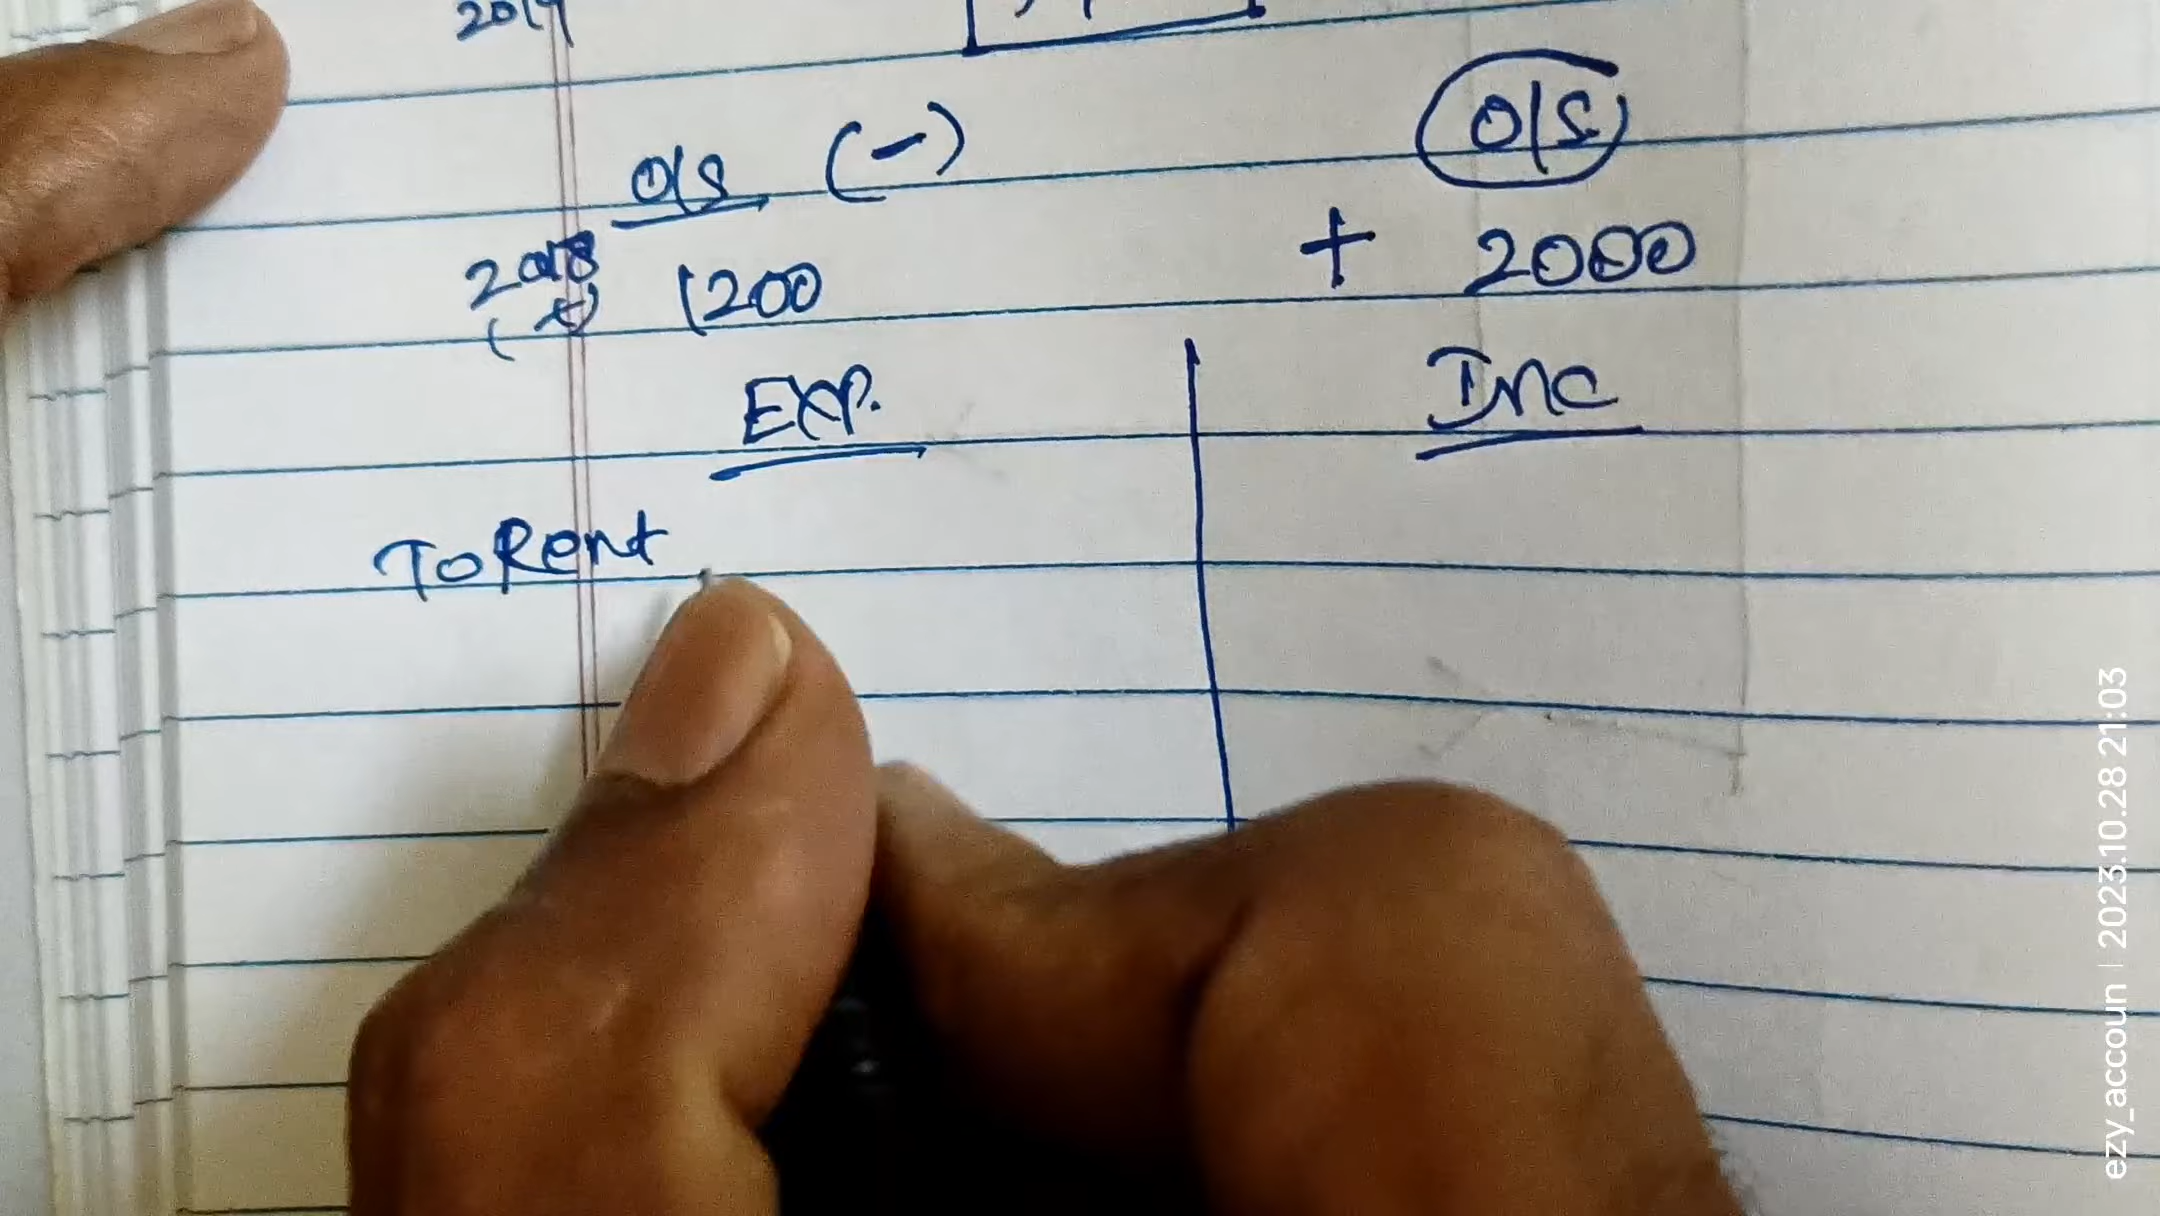 2019
O/S (-) O/S
2018 1200 + 2000
EXP. INC
To Rent
ezy_accoun | 2023.10.28 21:03